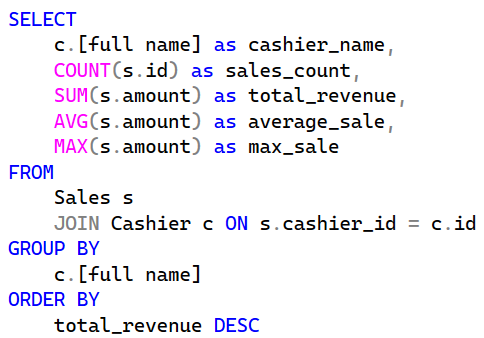 SELECT
    c.[full name] as cashier_name,
    COUNT(s.id) as sales_count,
    SUM(s.amount) as total_revenue,
    AVG(s.amount) as average_sale,
    MAX(s.amount) as max_sale
FROM
    Sales s
    JOIN Cashier c ON s.cashier_id = c.id
GROUP BY
    c.[full name]
ORDER BY
    total_revenue DESC